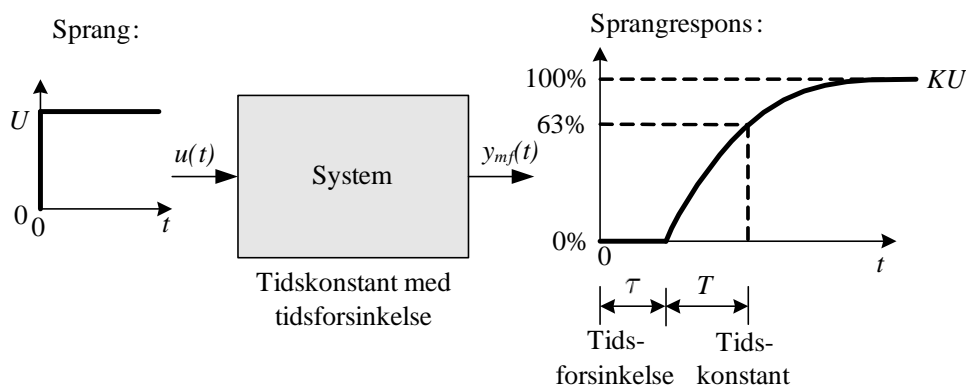 Sprang:
U
0
0
t
u(t)
System
Tidskonstant med
tidsforsinkelse
y_mf(t)
Sprangrespons:
100%
KU
63%
0%
0
t
τ
T
Tids-
forsinkelse
Tids-
konstant